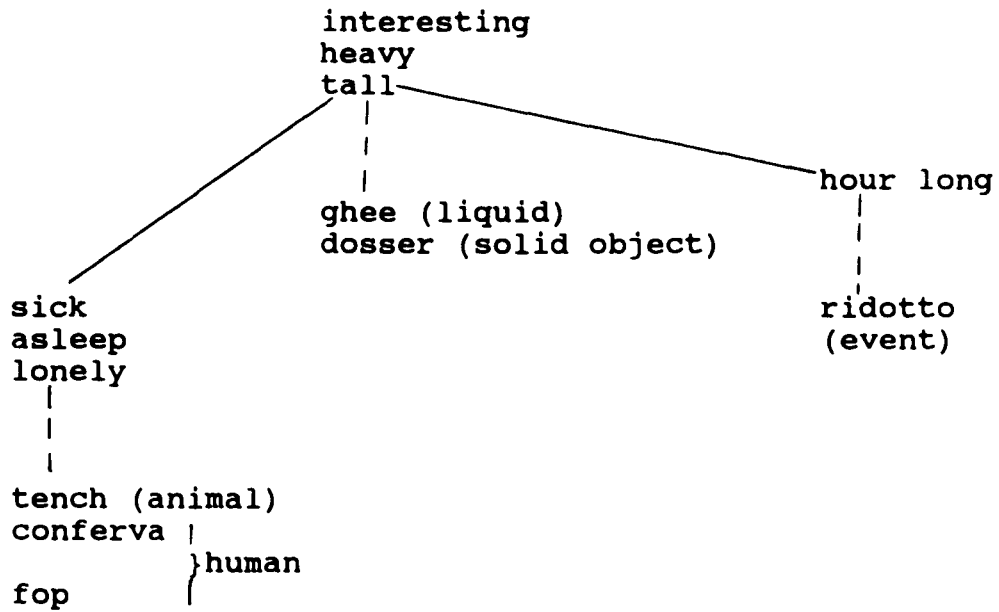 interesting
heavy
tall
hour long
ghee (liquid)
dosser (solid object)
sick
asleep
lonely
ridotto
(event)
tench (animal)
conferva
}human
fop